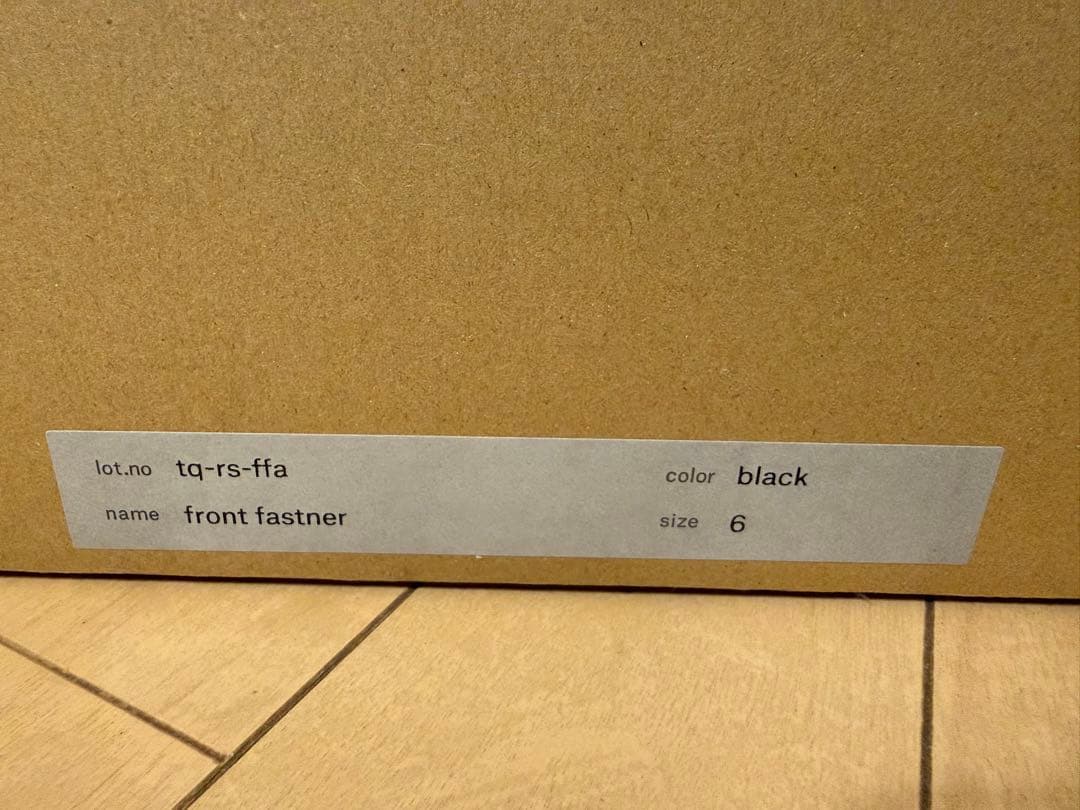 lot.no tq-rs-ffa color black
name front fastner size 6